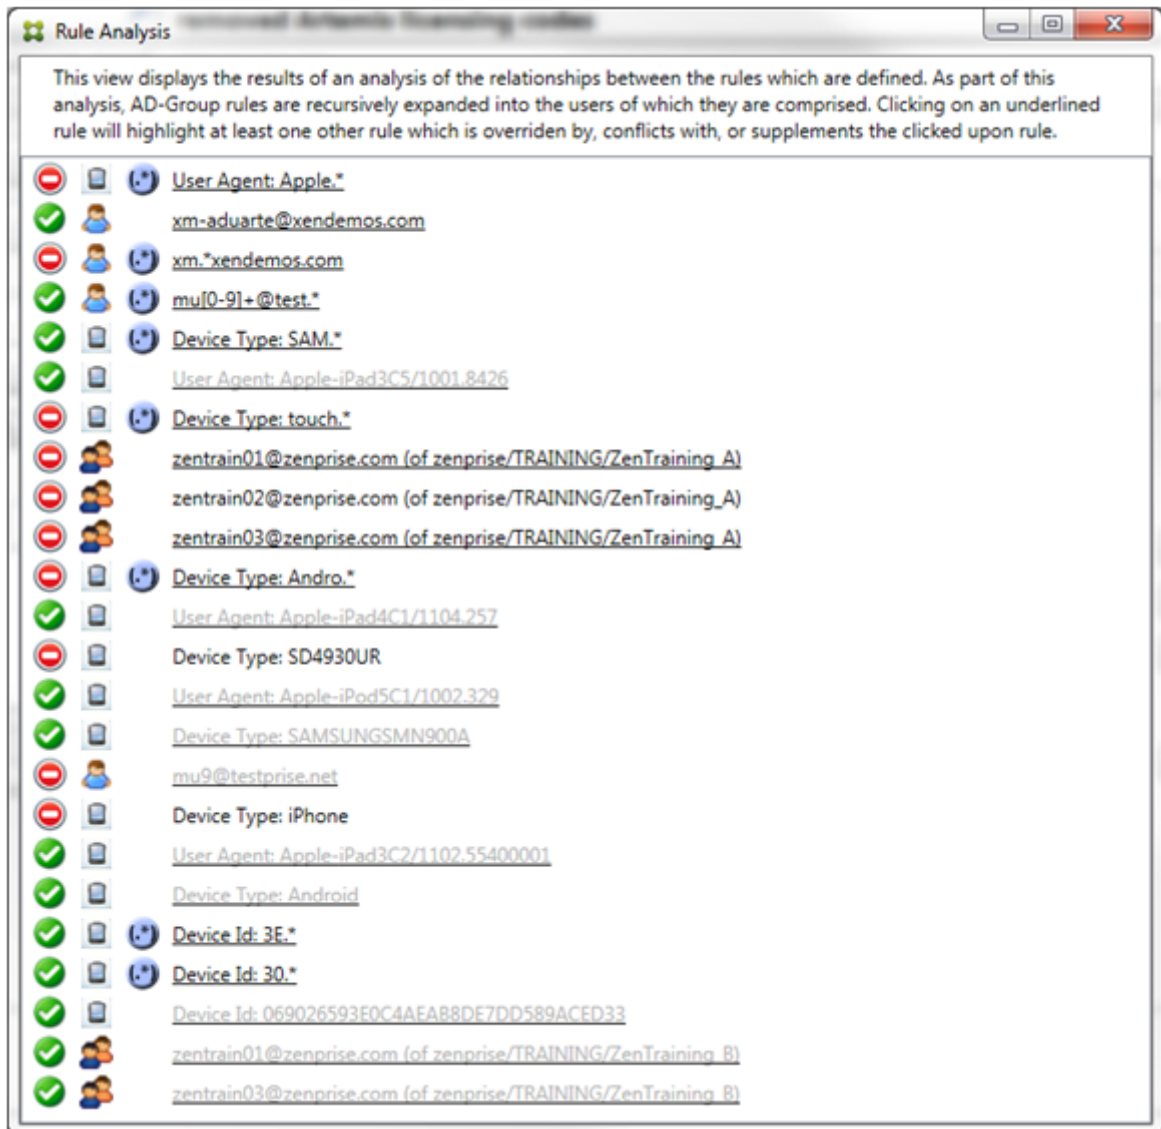 removed Artemis licensing codes
Rule Analysis
This view displays the results of an analysis of the relationships between the rules which are defined. As part of this
analysis, AD-Group rules are recursively expanded into the users of which they are comprised. Clicking on an underlined
rule will highlight at least one other rule which is overriden by, conflicts with, or supplements the clicked upon rule.
(.*) User Agent: Apple.*
xm-aduarte@xendemos.com
(.*) xm.*xendemos.com
(.*) mu[0-9]+@test.*
(.*) Device Type: SAM.*
User Agent: Apple-iPad3C5/1001.8426
(.*) Device Type: touch.*
zentrain01@zenprise.com (of zenprise/TRAINING/ZenTraining_A)
zentrain02@zenprise.com (of zenprise/TRAINING/ZenTraining_A)
zentrain03@zenprise.com (of zenprise/TRAINING/ZenTraining_A)
(.*) Device Type: Andro.*
User Agent: Apple-iPad4C1/1104.257
Device Type: SD4930UR
User Agent: Apple-iPod5C1/1002.329
Device Type: SAMSUNGSMN900A
mu9@testprise.net
Device Type: iPhone
User Agent: Apple-iPad3C2/1102.55400001
Device Type: Android
(.*) Device Id: 3E.*
(.*) Device Id: 30.*
Device Id: 069026593E0C4AEAB8DE7DD589ACED33
zentrain01@zenprise.com (of zenprise/TRAINING/ZenTraining_B)
zentrain03@zenprise.com (of zenprise/TRAINING/ZenTraining_B)